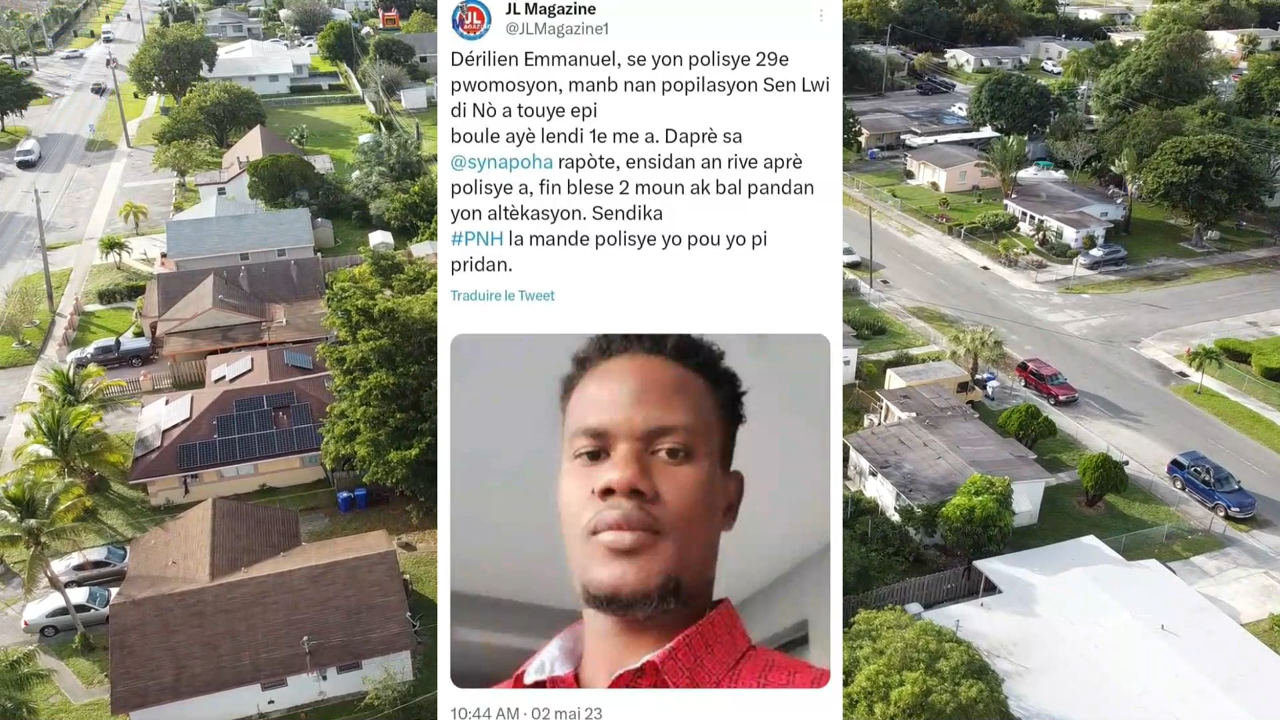 JL Magazine
@JLMagazine1
Dérilien Emmanuel, se yon polisye 29e
pwomosyon, manb nan popilasyon Sen Lwi
di Nò a touye epi
boule ayè lendi 1e me a. Daprè sa
@synapoha rapòte, ensidan an rive aprè
polisye a, fin blese 2 moun ak bal pandan
yon altèkasyon. Sendika
#PNH la mande polisye yo pou yo pi
pridan.
Traduire le Tweet
10:44 AM · 02 mai 23